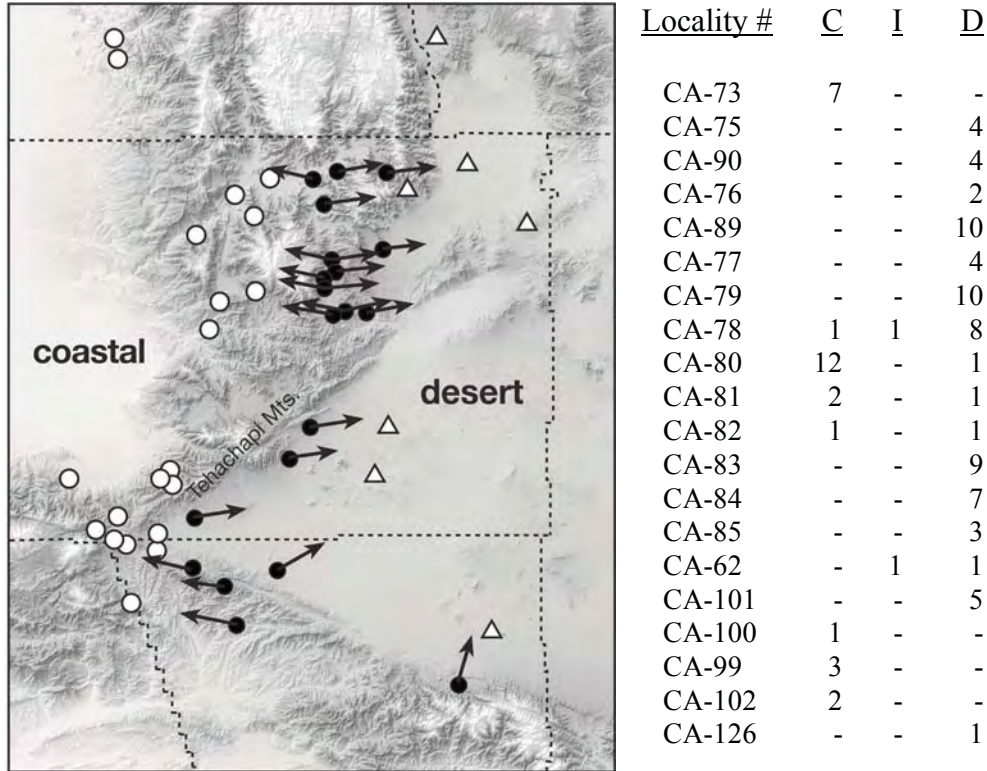 coastal
desert
Tehachapi Mts.
Locality # C I D
CA-73 7 - -
CA-75 - - 4
CA-90 - - 4
CA-76 - - 2
CA-89 - - 10
CA-77 - - 4
CA-79 - - 10
CA-78 1 1 8
CA-80 12 - 1
CA-81 2 - 1
CA-82 1 - 1
CA-83 - - 9
CA-84 - - 7
CA-85 - - 3
CA-62 - 1 1
CA-101 - - 5
CA-100 1 - -
CA-99 3 - -
CA-102 2 - -
CA-126 - - 1